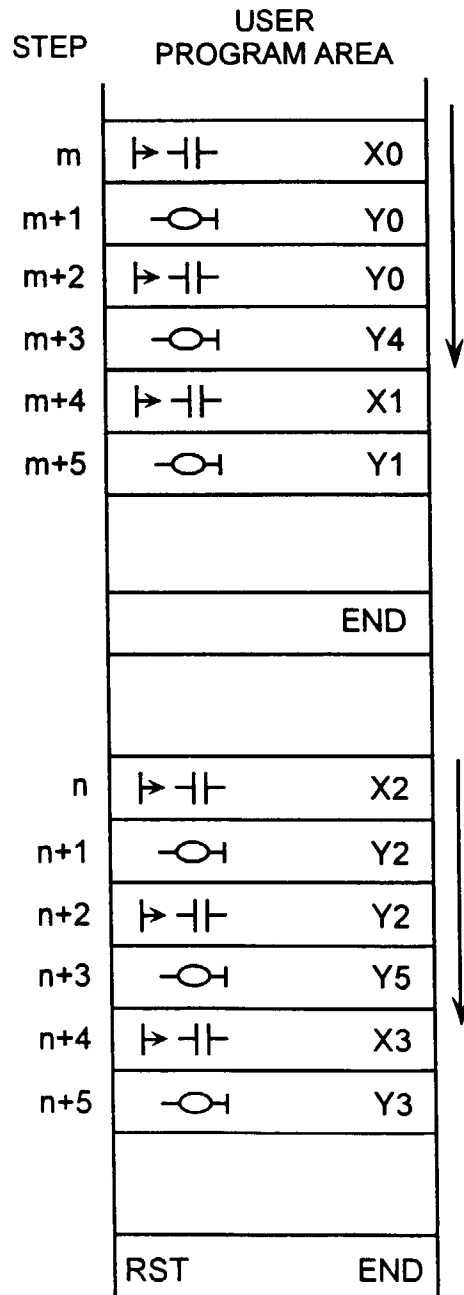 USER
STEP PROGRAM AREA
m X0
m+1 Y0
m+2 Y0
m+3 Y4
m+4 X1
m+5 Y1
END
n X2
n+1 Y2
n+2 Y2
n+3 Y5
n+4 X3
n+5 Y3
RST END